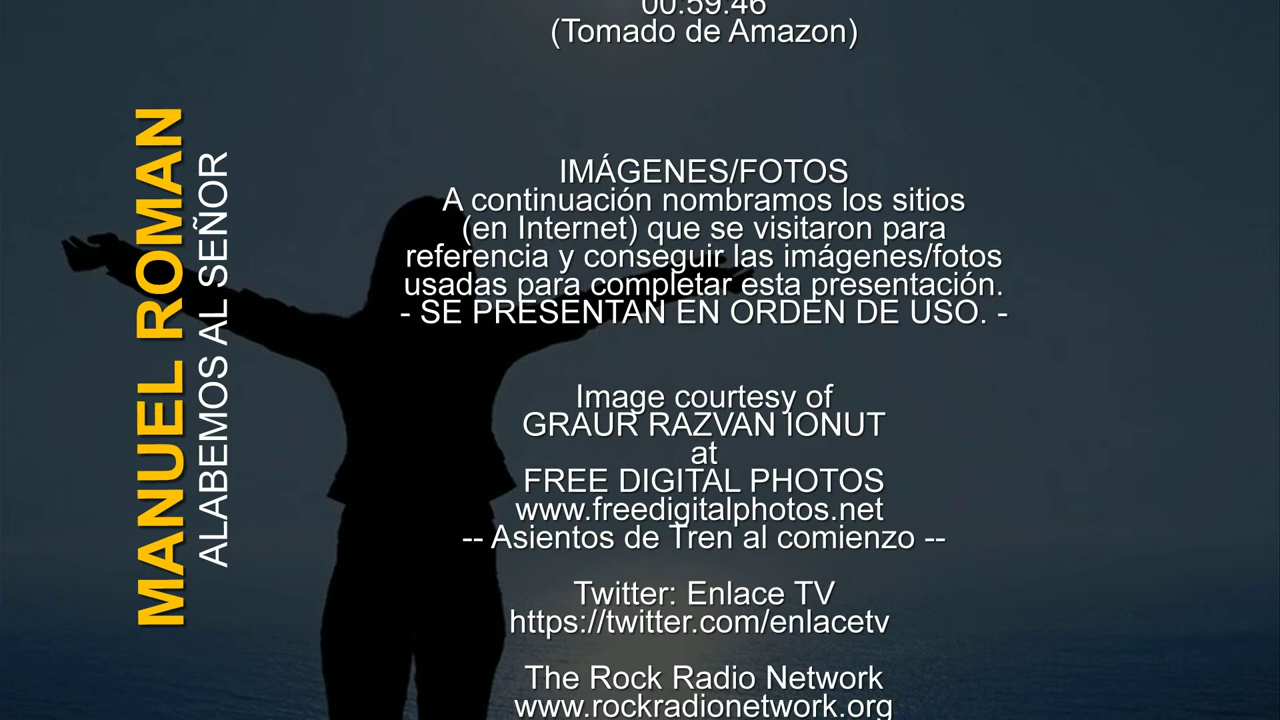 MANUEL ROMAN
ALABEMOS AL SEÑOR
00:59:46
(Tomado de Amazon)
IMÁGENES/FOTOS
A continuación nombramos los sitios
(en Internet) que se visitaron para
referencia y conseguir las imágenes/fotos
usadas para completar esta presentación.
- SE PRESENTAN EN ORDEN DE USO. -
Image courtesy of
GRAUR RAZVAN IONUT
at
FREE DIGITAL PHOTOS
www.freedigitalphotos.net
-- Asientos de Tren al comienzo --
Twitter: Enlace TV
https://twitter.com/enlacetv
The Rock Radio Network
www.rockradionetwork.org